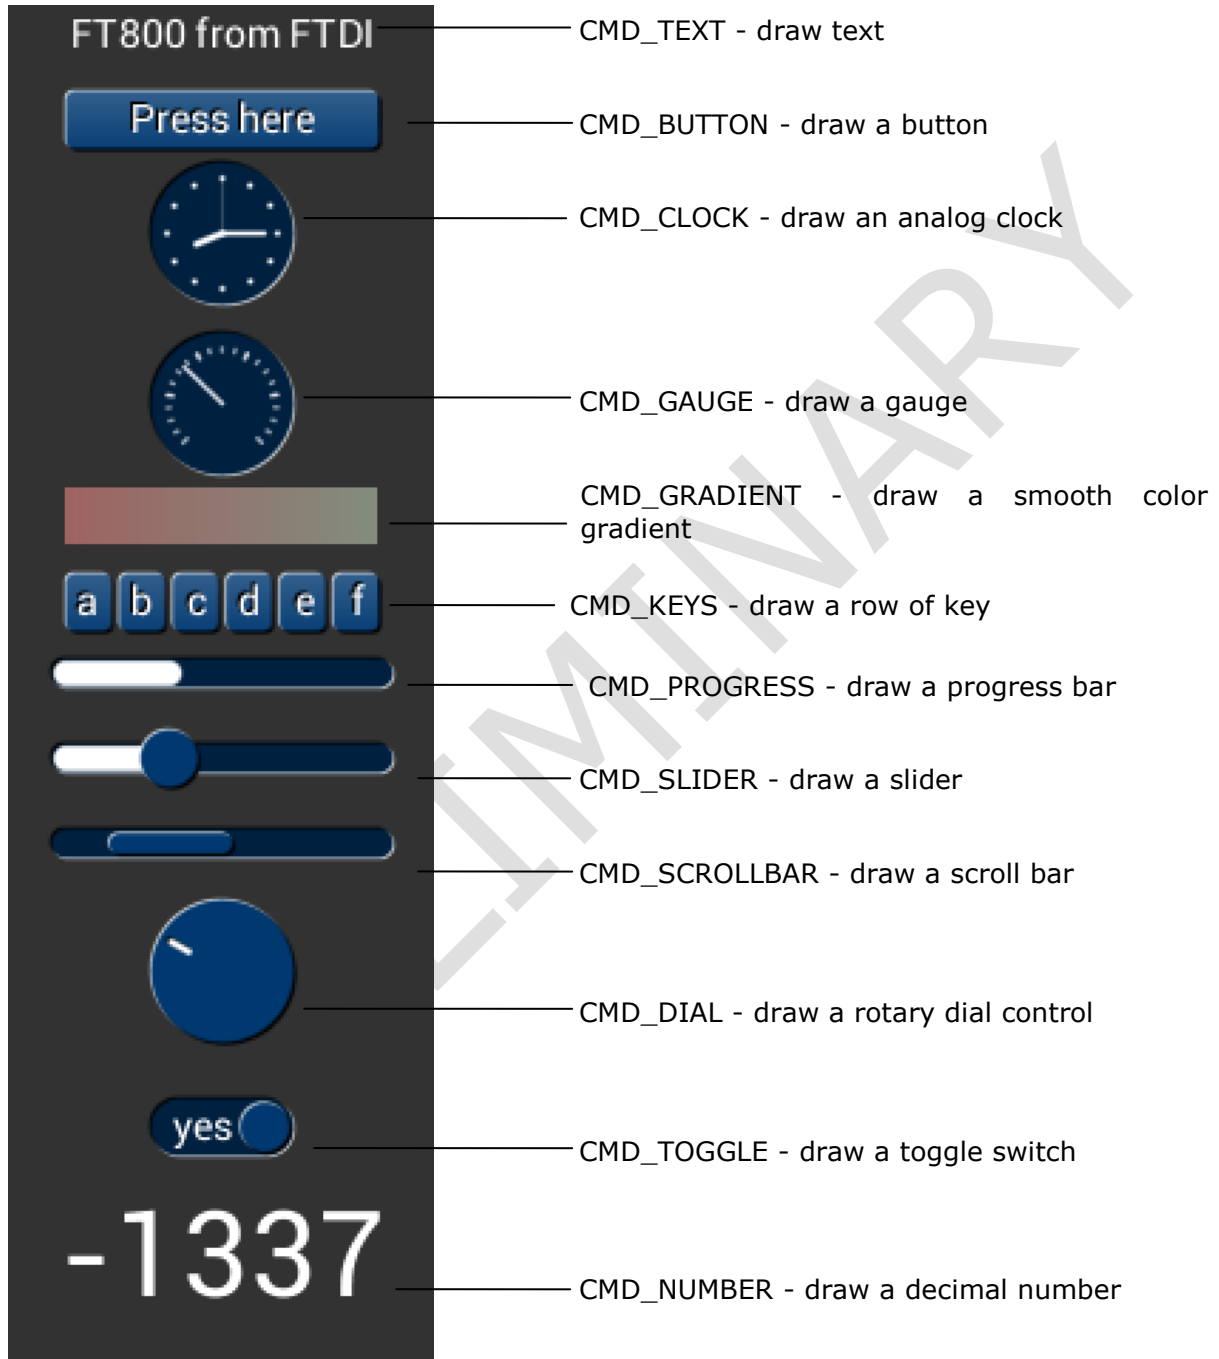 FT800 from FTDI
CMD_TEXT - draw text
Press here
CMD_BUTTON - draw a button
CMD_CLOCK - draw an analog clock
CMD_GAUGE - draw a gauge
CMD_GRADIENT - draw a smooth color
gradient
a b c d e f
CMD_KEYS - draw a row of key
CMD_PROGRESS - draw a progress bar
CMD_SLIDER - draw a slider
CMD_SCROLLBAR - draw a scroll bar
CMD_DIAL - draw a rotary dial control
yes
CMD_TOGGLE - draw a toggle switch
-1337
CMD_NUMBER - draw a decimal number
LIMINARY